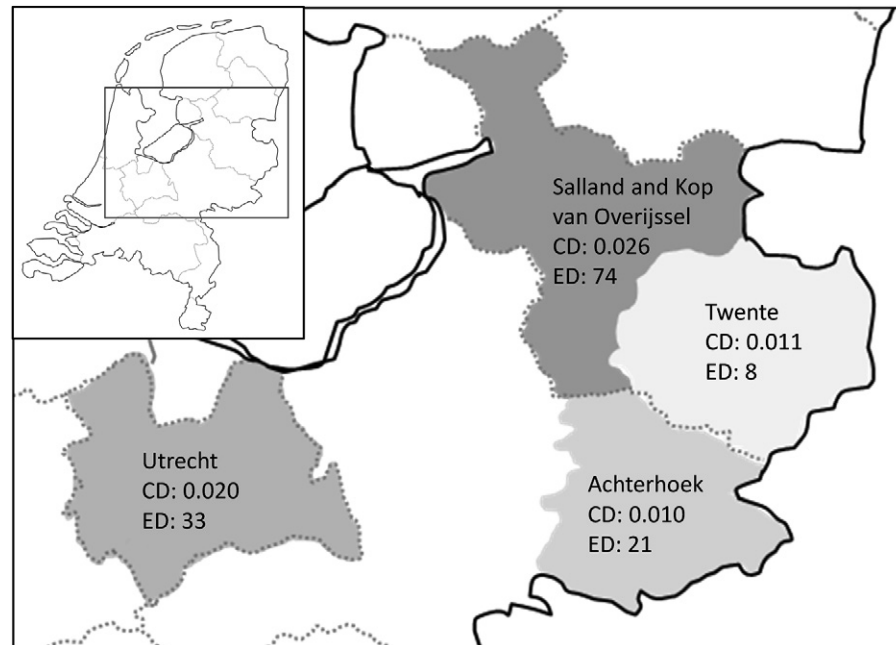 Salland and Kop
van Overijssel
CD: 0.026
ED: 74
Twente
CD: 0.011
ED: 8
Utrecht
CD: 0.020
ED: 33
Achterhoek
CD: 0.010
ED: 21